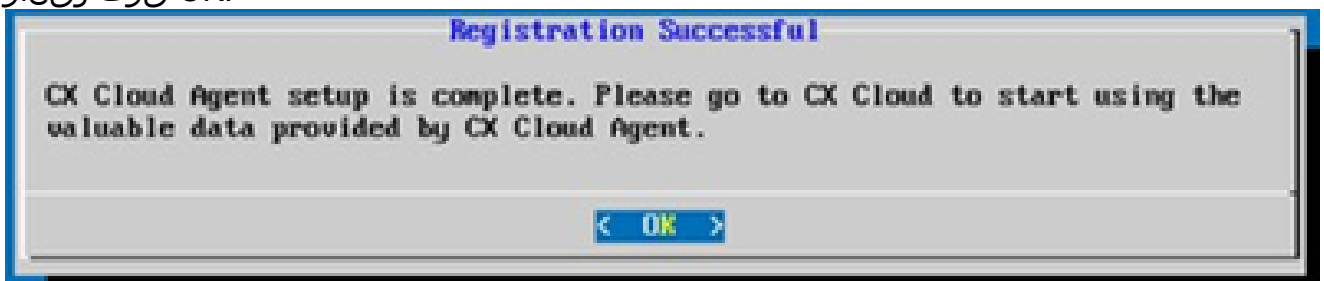 OK.
Registration Successful
CX Cloud Agent setup is complete. Please go to CX Cloud to start using the
valuable data provided by CX Cloud Agent.
< OK >